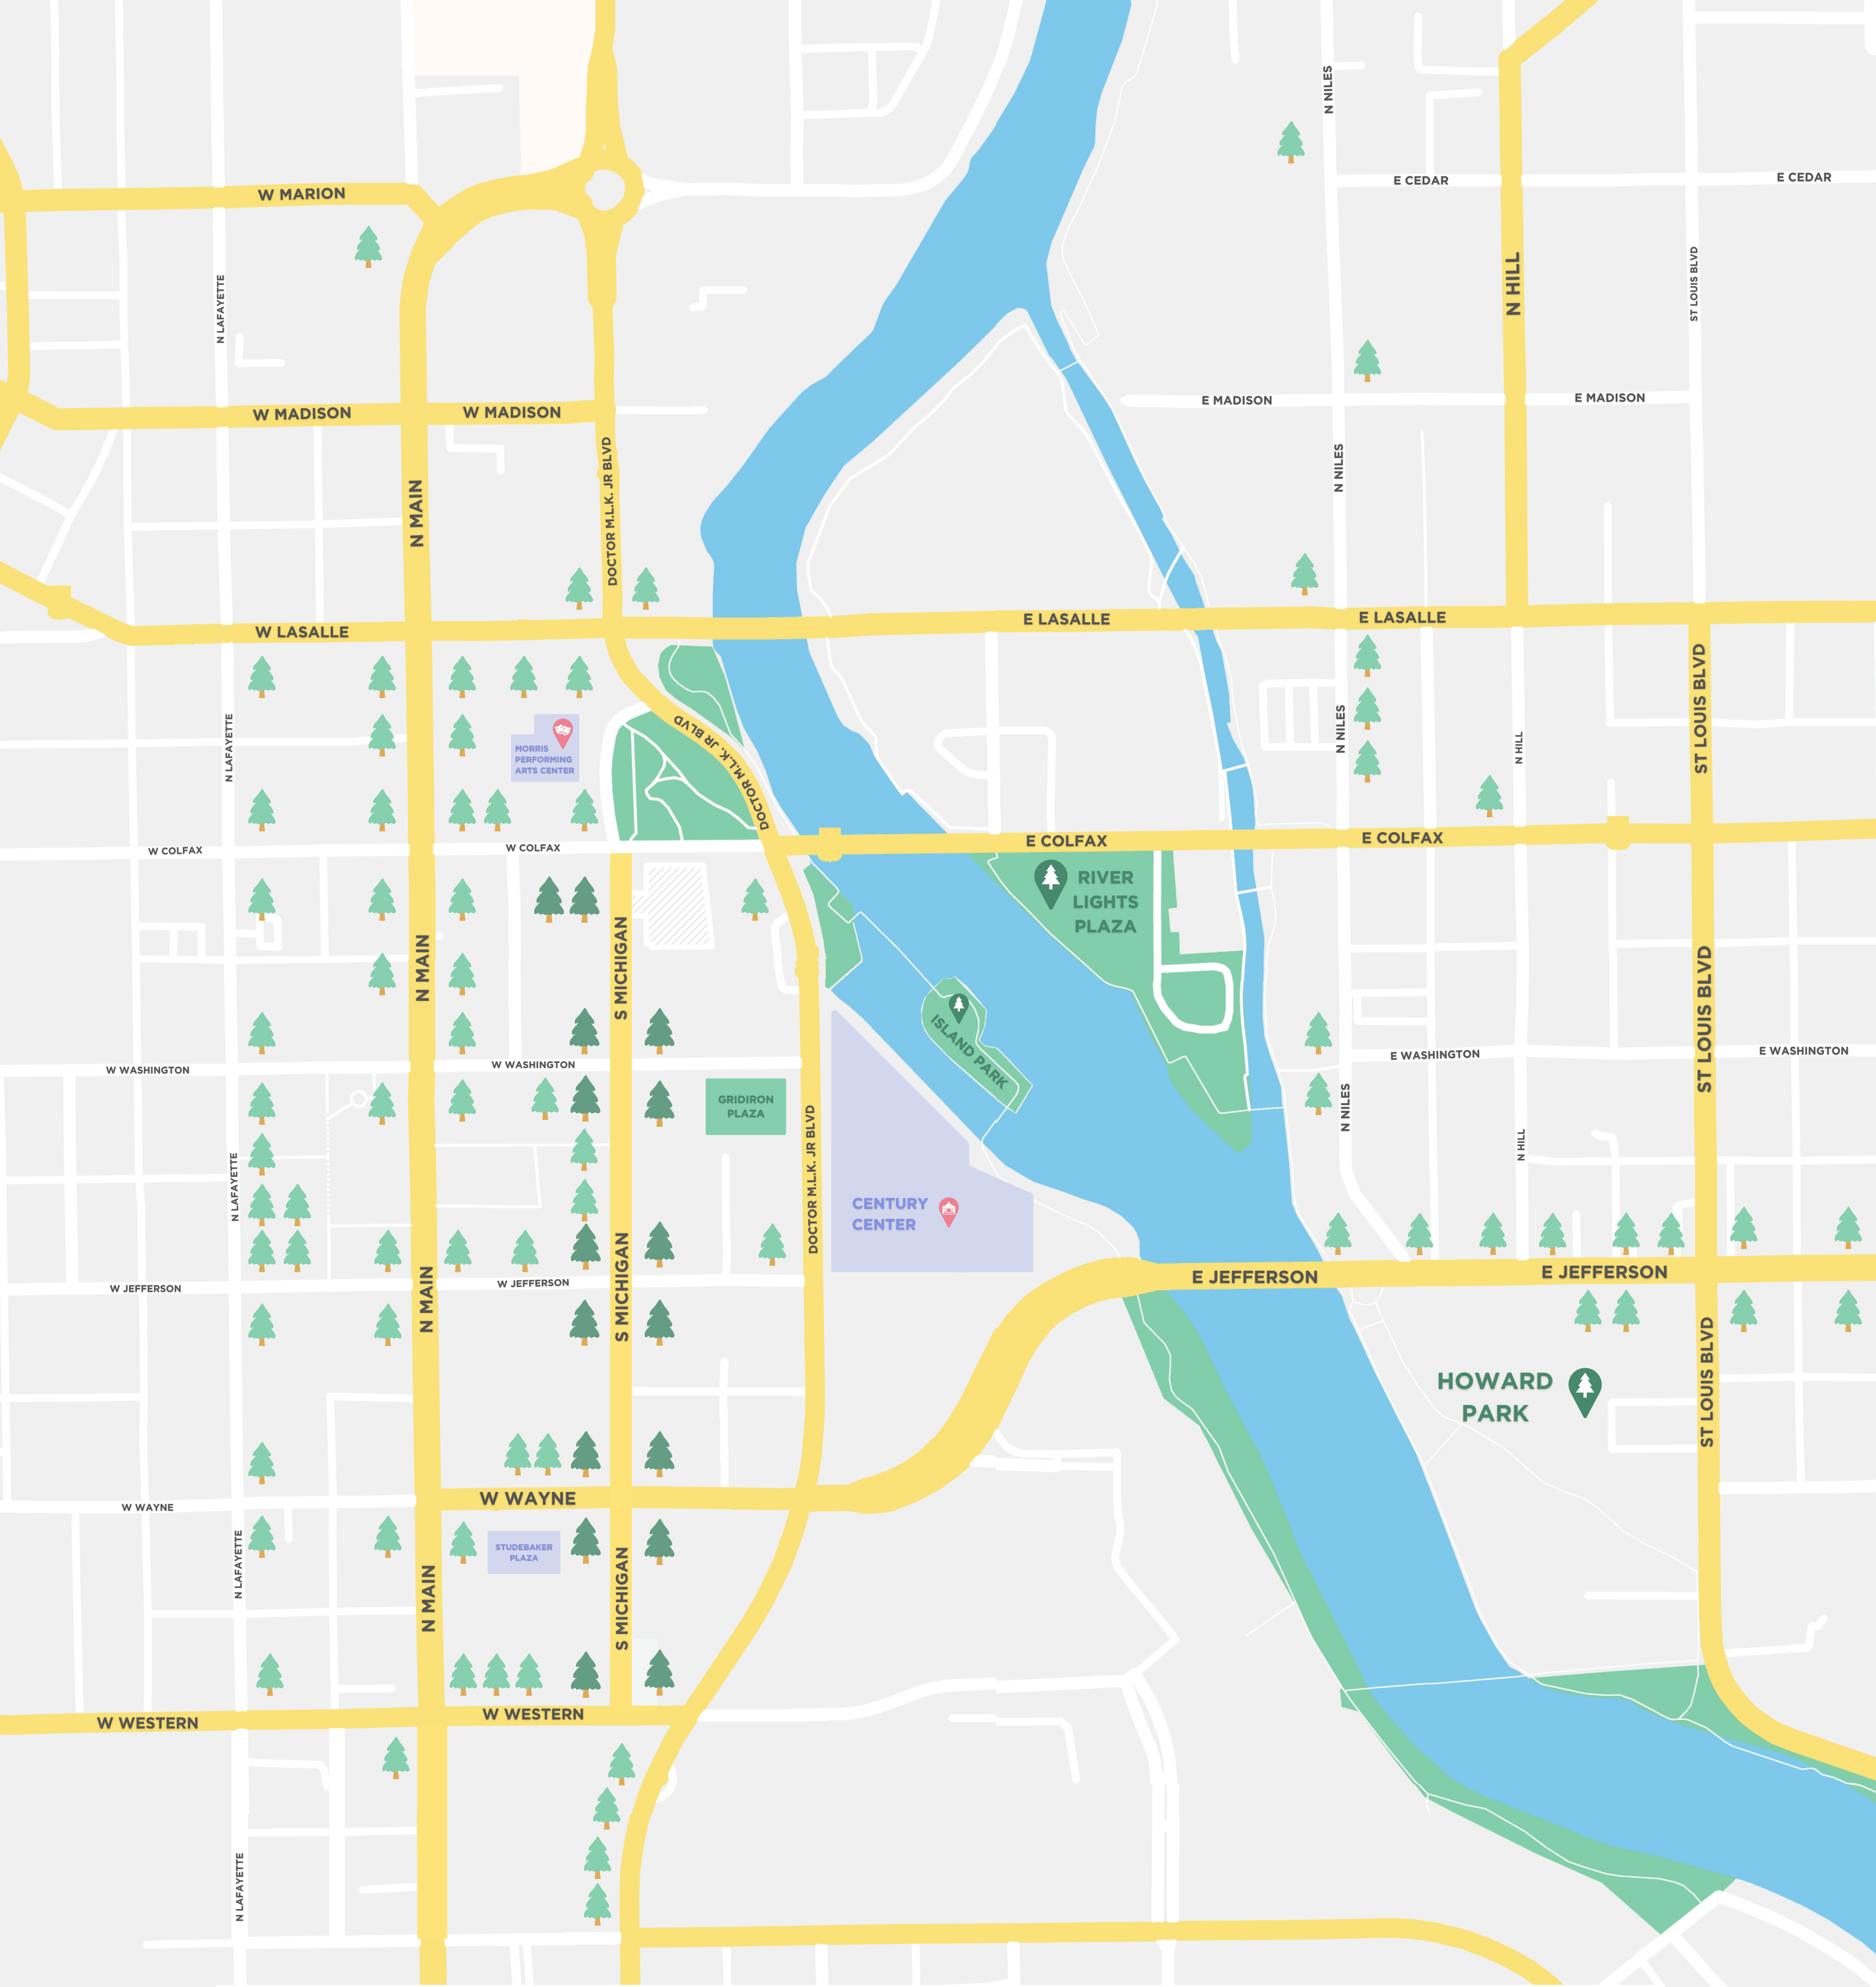 N NILES
E CEDAR
E CEDAR
W MARION
N LAFAYETTE
N HILL
ST LOUIS BLVD
E MADISON
E MADISON
W MADISON
W MADISON
N MAIN
DOCTOR M.L.K. JR BLVD
N NILES
W LASALLE
E LASALLE
E LASALLE
N LAFAYETTE
MORRIS
PERFORMING
ARTS CENTER
DOCTOR M.L.K. JR BLVD
N NILES
N HILL
ST LOUIS BLVD
W COLFAX
W COLFAX
E COLFAX
E COLFAX
RIVER
LIGHTS
PLAZA
N MAIN
S MICHIGAN
ISLAND PARK
ST LOUIS BLVD
W WASHINGTON
W WASHINGTON
E WASHINGTON
E WASHINGTON
GRIDIRON
PLAZA
N NILES
N HILL
N LAFAYETTE
DOCTOR M.L.K. JR BLVD
CENTURY
CENTER
W JEFFERSON
W JEFFERSON
E JEFFERSON
E JEFFERSON
N MAIN
S MICHIGAN
HOWARD
PARK
ST LOUIS BLVD
W WAYNE
W WAYNE
STUDEBAKER
PLAZA
N LAFAYETTE
N MAIN
S MICHIGAN
W WESTERN
W WESTERN
N LAFAYETTE